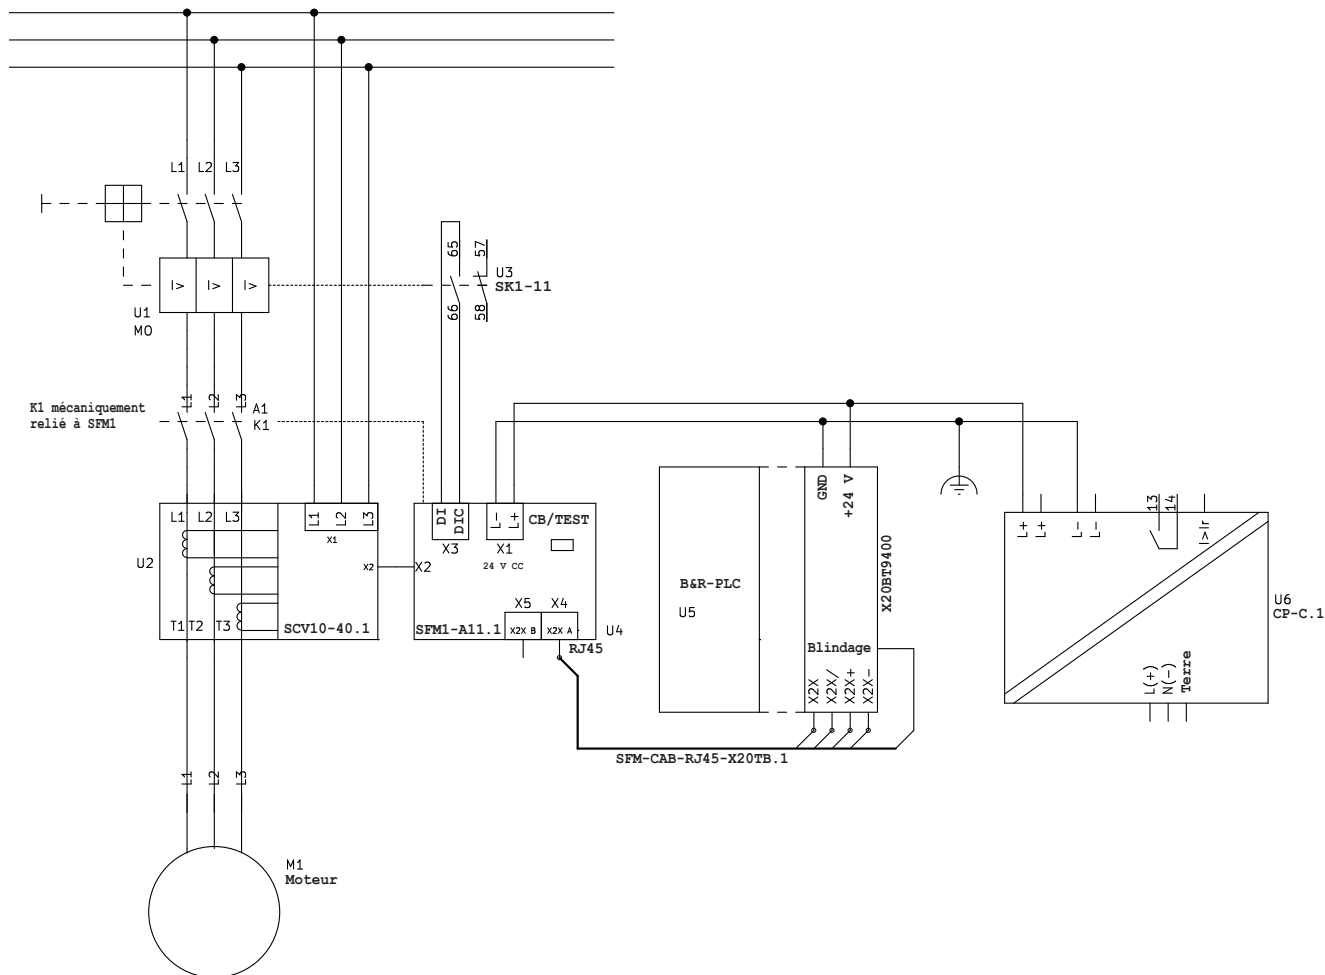 L1 L2 L3
I> I> I>
U1
MO
65
57
66
58
U3
SK1-11
K1 mécaniquement
relié à SFM1
L1
L2
L3
A1
K1
L1 L2 L3
U2
T1 T2 T3
L1
L2
L3
X1
X2
SCV10-40.1
X2
DI
DIC
X3
L-
L+
X1
24 V CC
CB/TEST
X5 X4
X2X B X2X A
SFM1-A11.1
U4
RJ45
B&R-PLC
U5
GND
+24 V
X20BT9400
Blindage
X2X
X2X/
X2X+
X2X-
SFM-CAB-RJ45-X20TB.1
L+
L+
L-
L-
13
14
I>Ir
U6
CP-C.1
L(+)
N(-)
Terre
L1
L2
L3
M1
Moteur